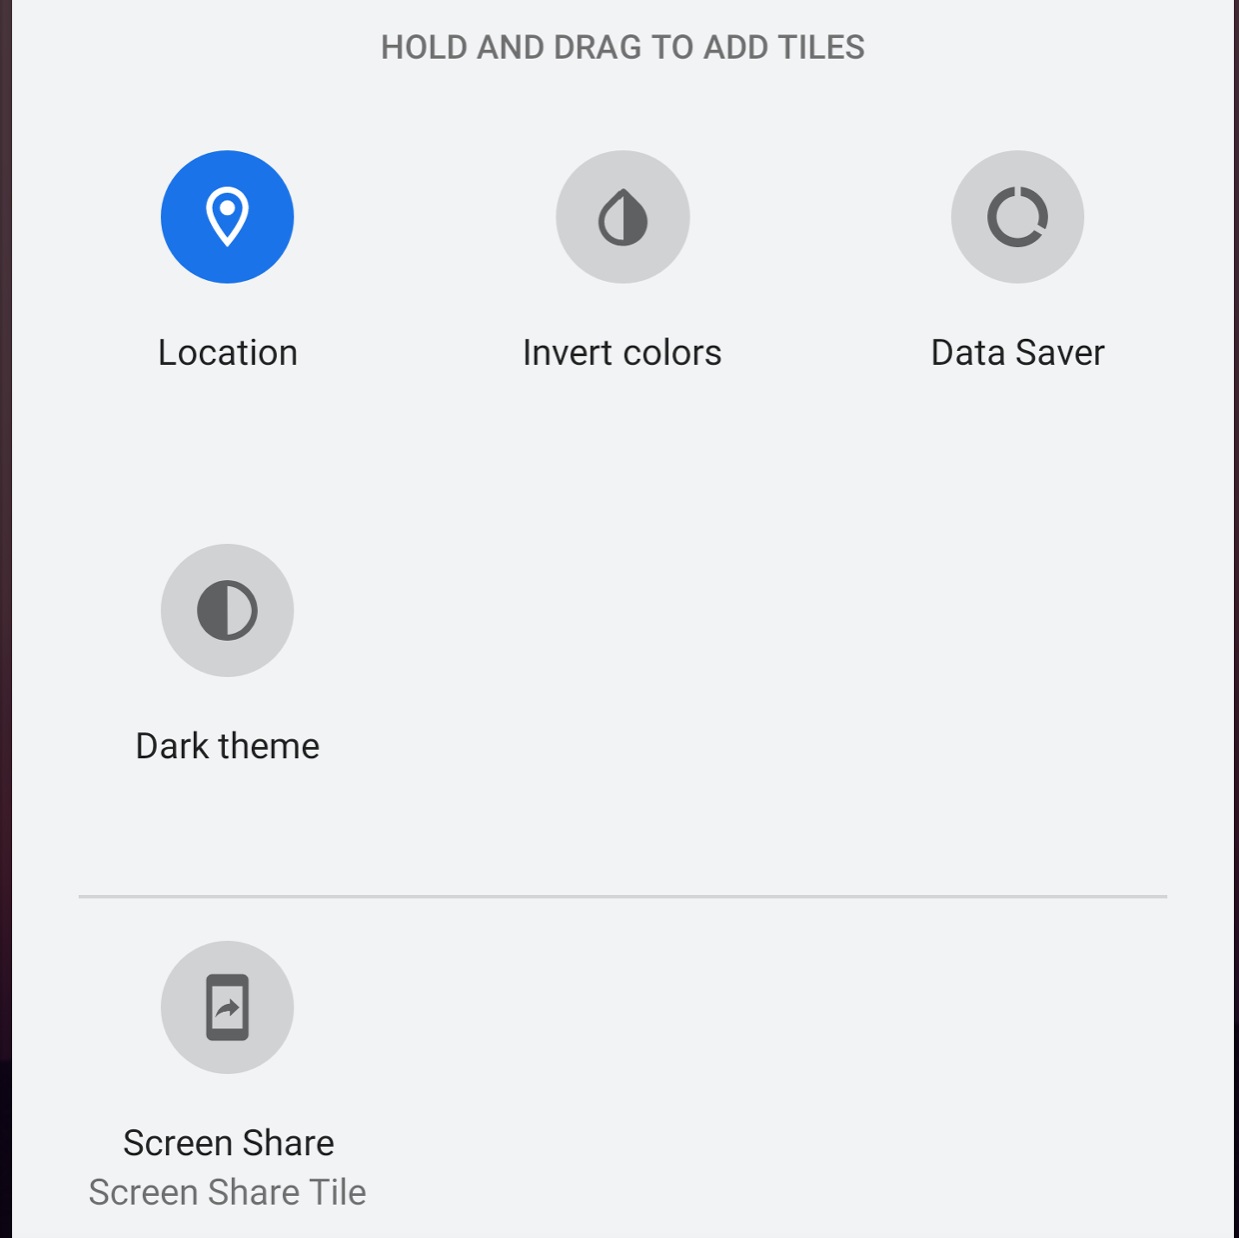 HOLD AND DRAG TO ADD TILES
Location
Invert colors
Data Saver
Dark theme
Screen Share
Screen Share Tile